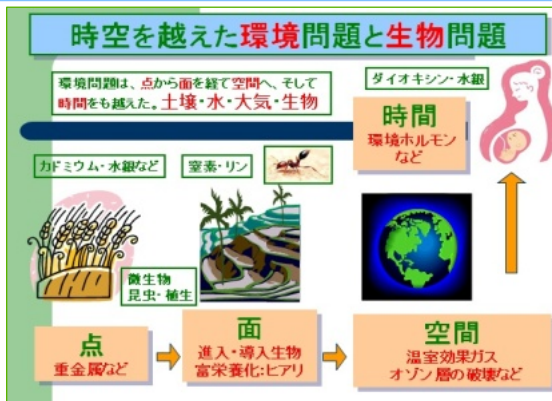 時空を越えた環境問題と生物問題
環境問題は、点から面を経て空間へ、そして
時間をも越えた。土壌・水・大気・生物
ダイオキシン・水銀
時間
環境ホルモン
など
カドミウム・水銀など
窒素・リン
微生物
昆虫・植生
点
重金属など
面
進入・導入生物
富栄養化:ヒアリ
空間
温室効果ガス
オゾン層の破壊など